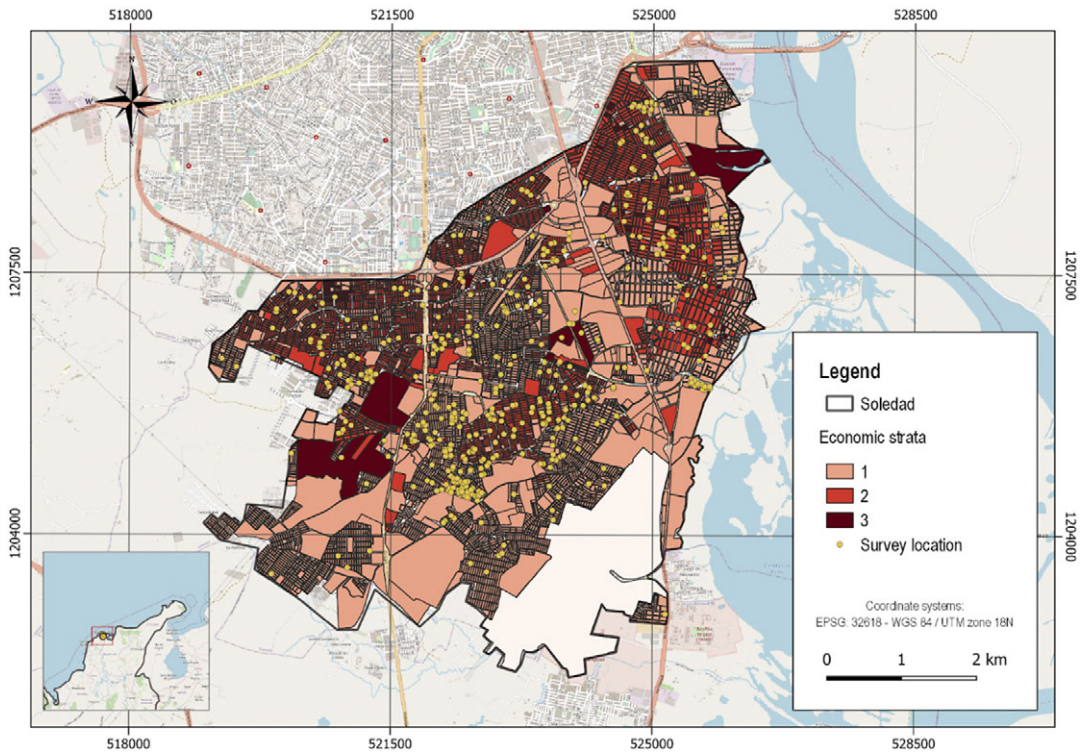 518000
521500
525000
528500
N
W
O
S
1207500
1207500
Legend
Soledad
Economic strata
1
2
3
Survey location
1204000
1204000
Coordinate systems:
EPSG: 32618 - WGS 84 / UTM zone 18N
0 1 2 km
518000
521500
525000
528500